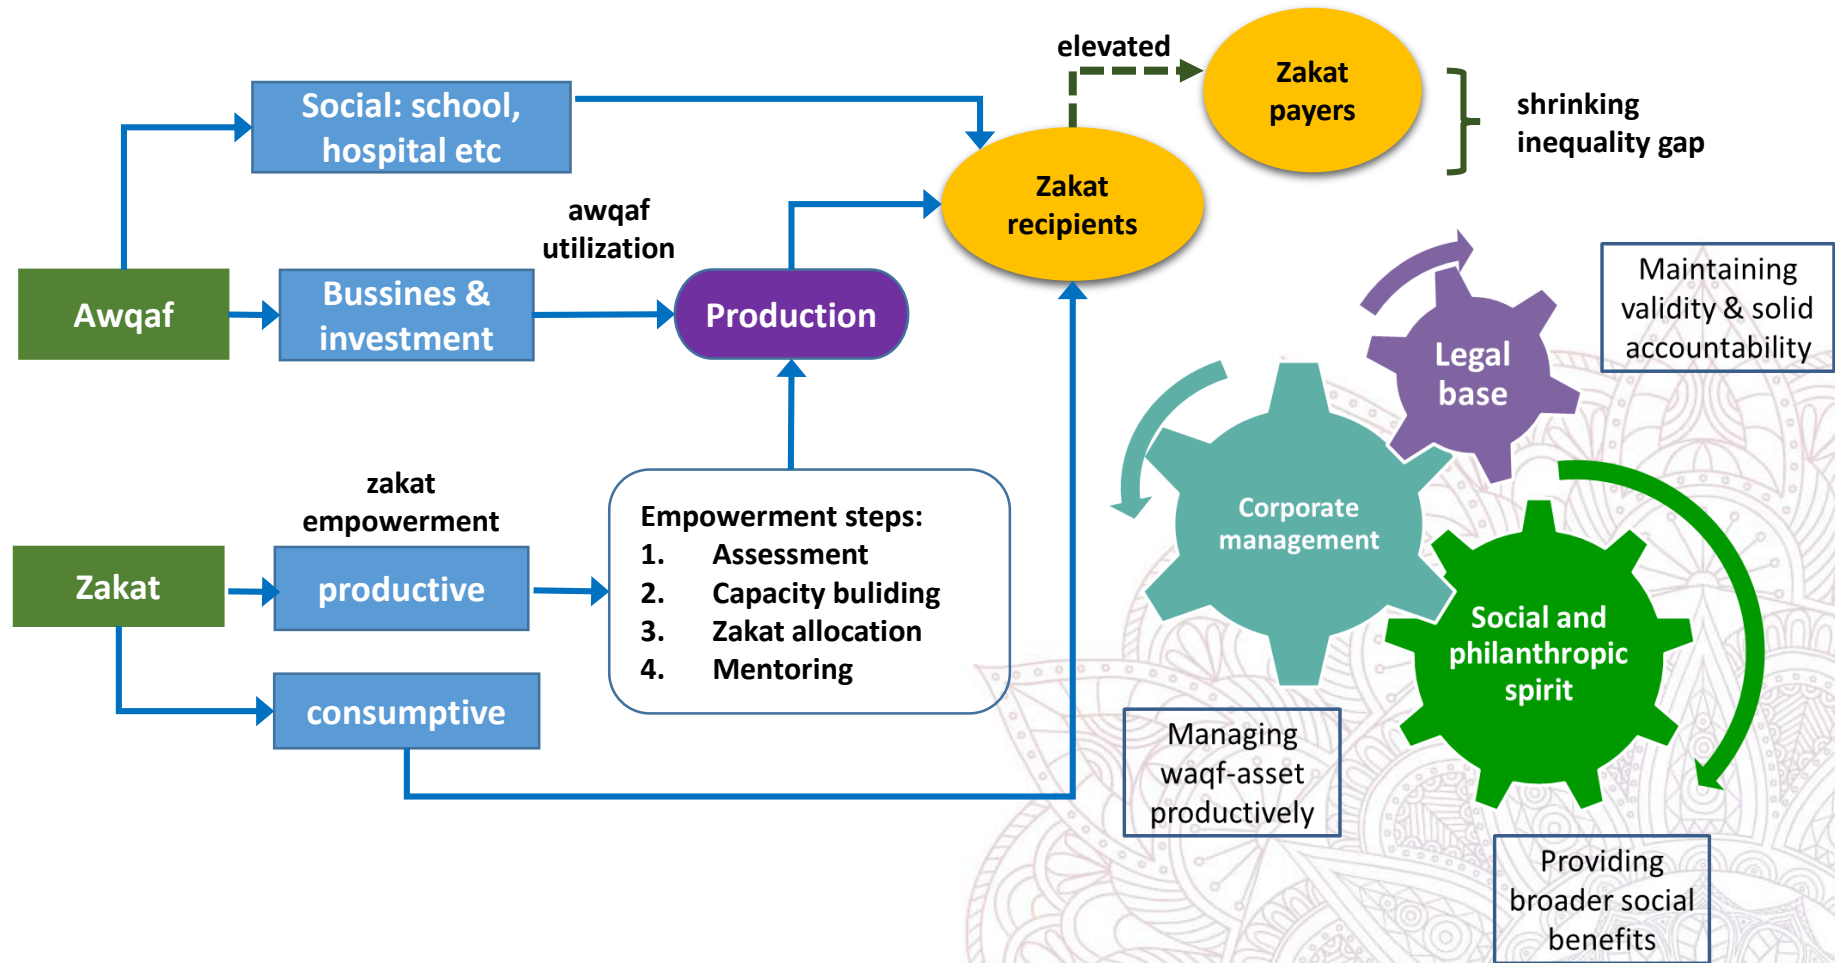 elevated
Zakat
payers
shrinking
inequality gap
Social: school,
hospital etc
Zakat
recipients
awqaf
utilization
Awqaf
Bussines &
investment
Production
Maintaining
validity & solid
accountability
Legal
base
Corporate
management
zakat
empowerment
Zakat
productive
Empowerment steps:
1. Assessment
2. Capacity buliding
3. Zakat allocation
4. Mentoring
consumptive
Social and
philanthropic
spirit
Managing
waqf-asset
productively
Providing
broader social
benefits